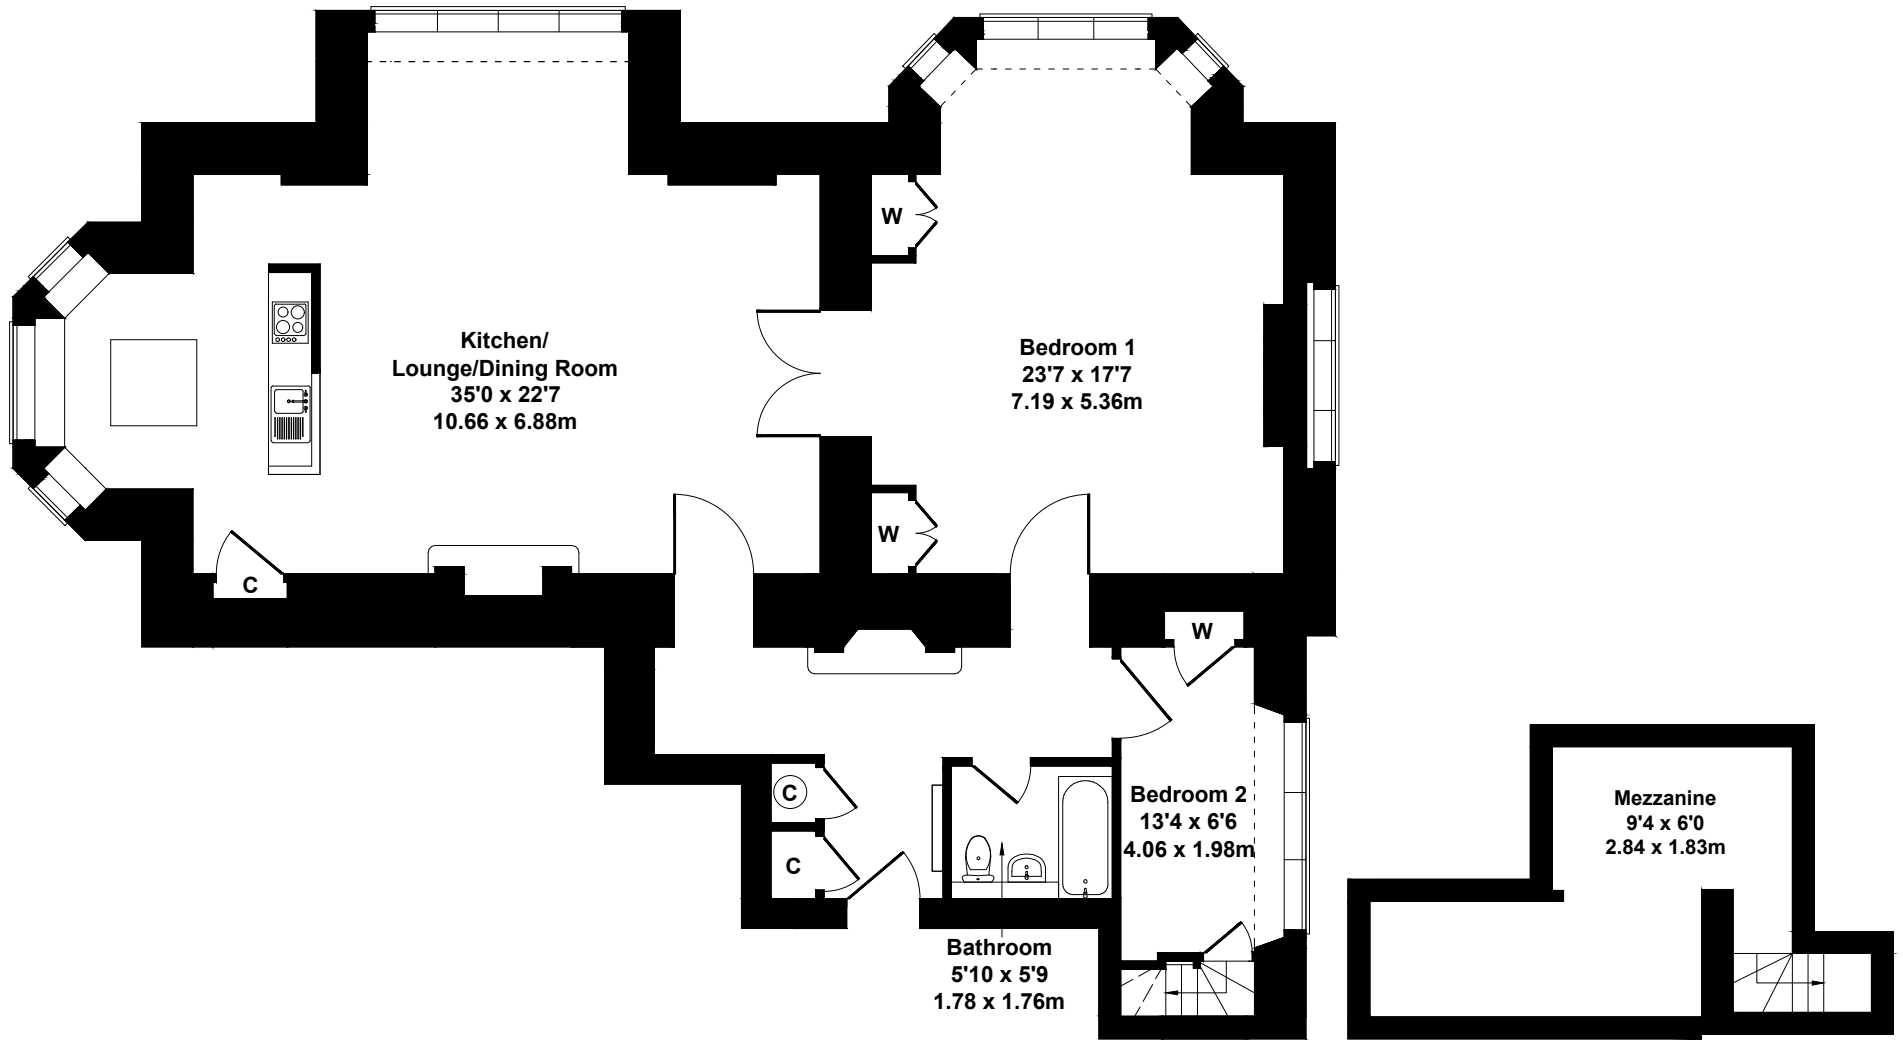 W
Kitchen/
Lounge/Dining Room
35'0 x 22'7
10.66 x 6.88m
Bedroom 1
23'7 x 17'7
7.19 x 5.36m
W
C
W
C
C
Bedroom 2
13'4 x 6'6
4.06 x 1.98m
Bathroom
5'10 x 5'9
1.78 x 1.76m
Mezzanine
9'4 x 6'0
2.84 x 1.83m